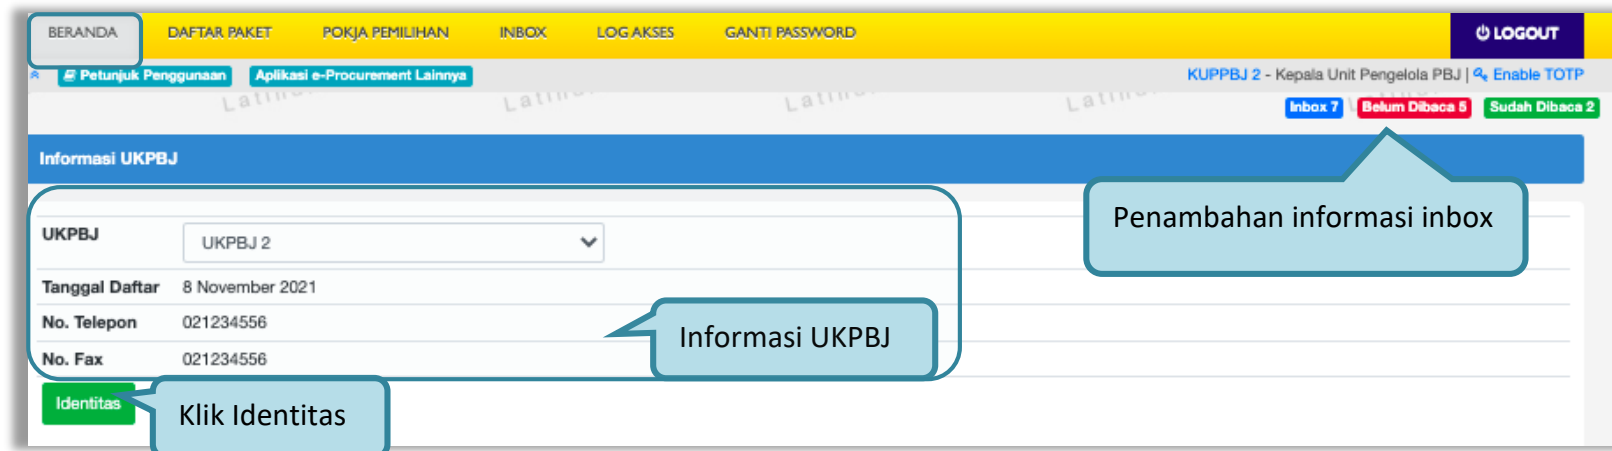 BERANDA DAFTAR PAKET POKJA PEMILIHAN INBOX LOG AKSES GANTI PASSWORD LOGOUT
Petunjuk Penggunaan Aplikasi e-Procurement Lainnya KUPPBJ 2 - Kepala Unit Pengelola PBJ | Enable TOTP
Inbox 7 Belum Dibaca 5 Sudah Dibaca 2
Informasi UKPBJ
Penambahan informasi inbox
UKPBJ UKPBJ 2
Tanggal Daftar 8 November 2021
No. Telepon 021234556
Informasi UKPBJ
No. Fax 021234556
Identitas
Klik Identitas